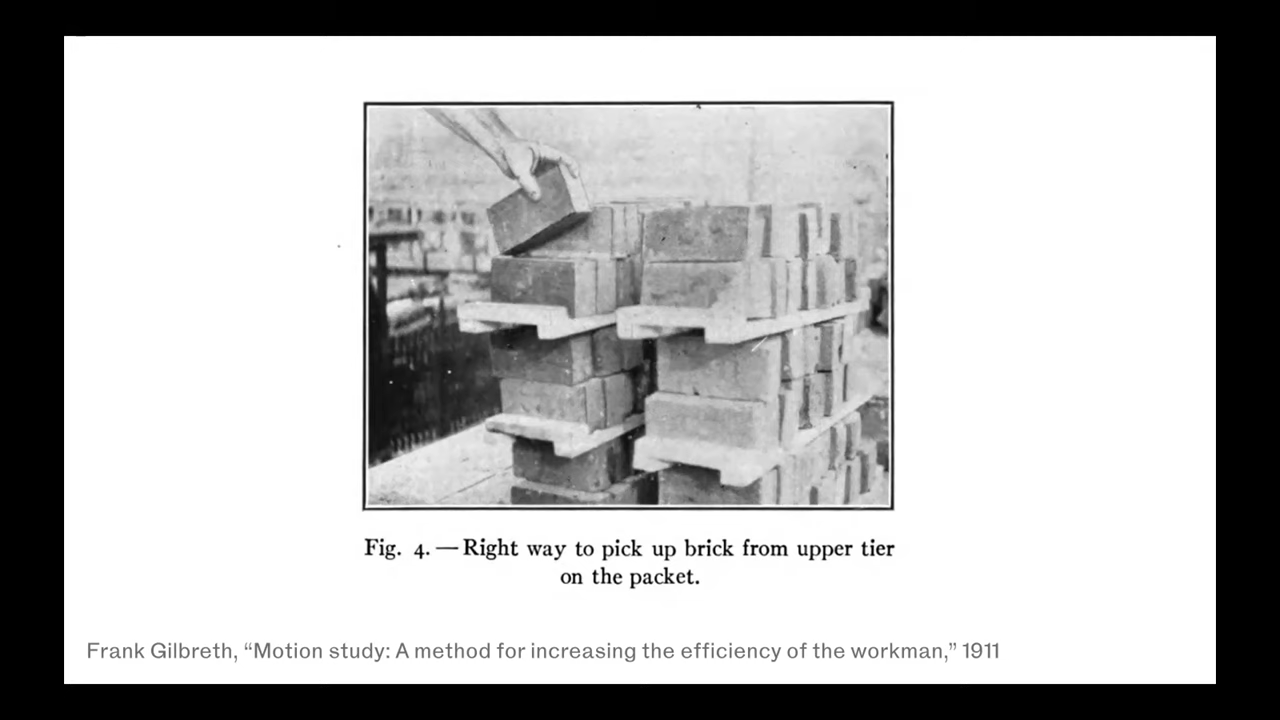 Fig. 4. — Right way to pick up brick from upper tier
on the packet.
Frank Gilbreth, “Motion study: A method for increasing the efficiency of the workman,” 1911